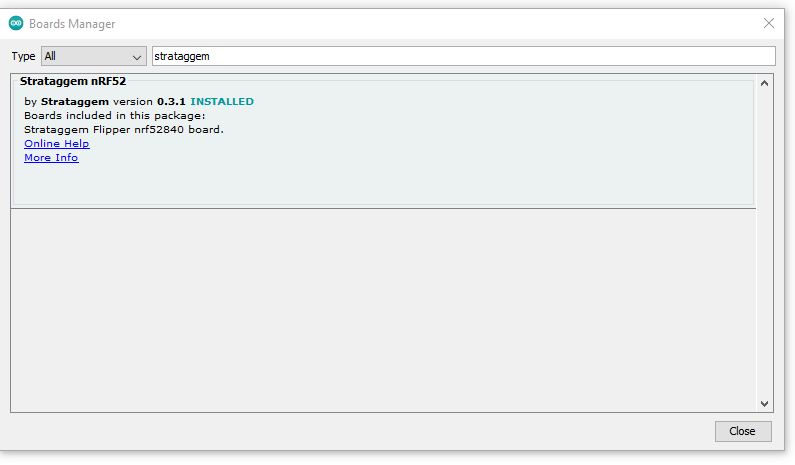 Boards Manager
Type All strataggem
Strataggem nRF52
by Strataggem version 0.3.1 INSTALLED
Boards included in this package:
Strataggem Flipper nrf52840 board.
Online Help
More Info
Close